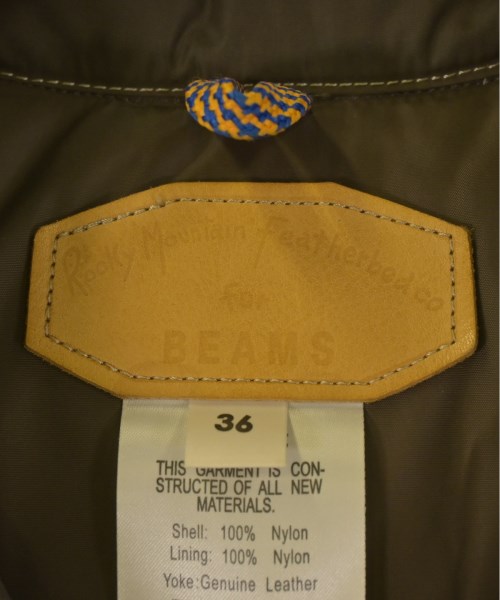 Rocky Mountain Featherbed co
for
BEAMS
36
THIS GARMENT IS CON-
STRUCTED OF ALL NEW
MATERIALS.
Shell: 100% Nylon
Lining: 100% Nylon
Yoke:Genuine Leather